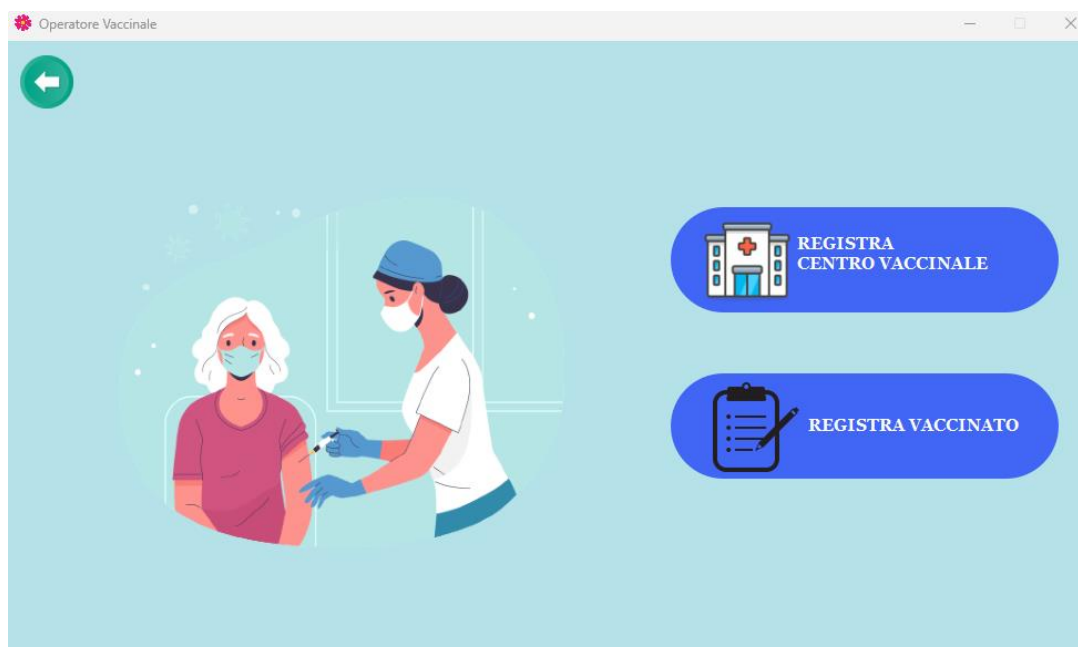 Operatore Vaccinale
REGISTRA
CENTRO VACCINALE
REGISTRA VACCINATO